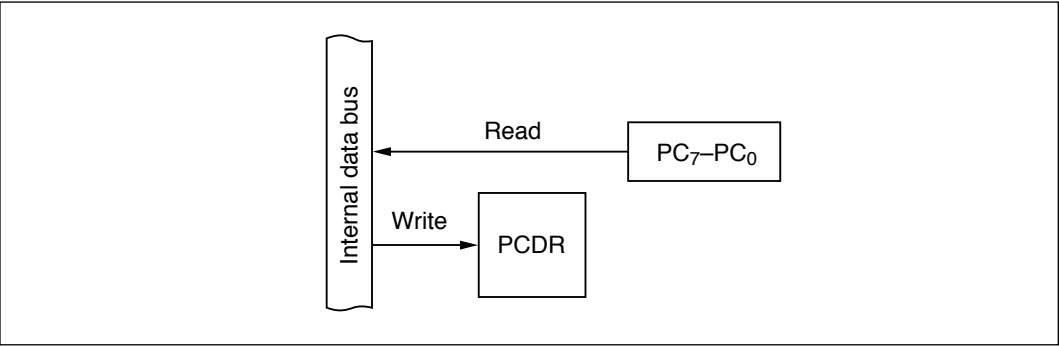 Internal data bus
Read
PC₇–PC₀
Write
PCDR